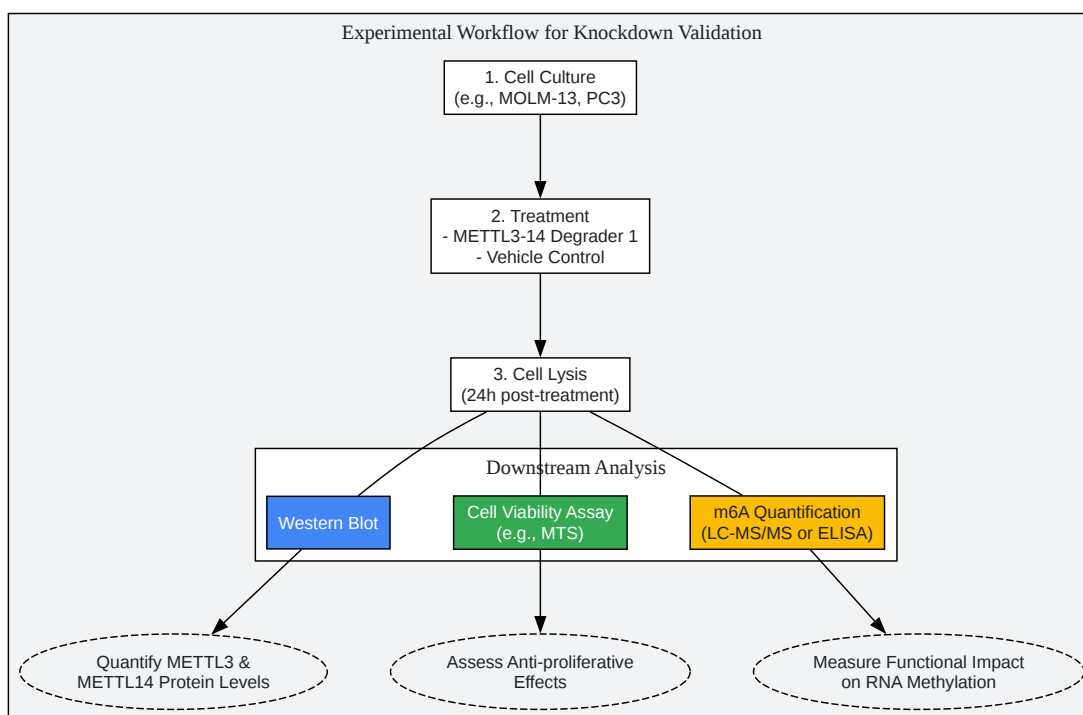 Experimental Workflow for Knockdown Validation
1. Cell Culture
(e.g., MOLM-13, PC3)
2. Treatment
- METTL3-14 Degrader 1
- Vehicle Control
3. Cell Lysis
(24h post-treatment)
Downstream Analysis
Western Blot
Cell Viability Assay
(e.g., MTS)
m6A Quantification
(LC-MS/MS or ELISA)
Quantify METTL3 &
METTL14 Protein Levels
Assess Anti-proliferative
Effects
Measure Functional Impact
on RNA Methylation